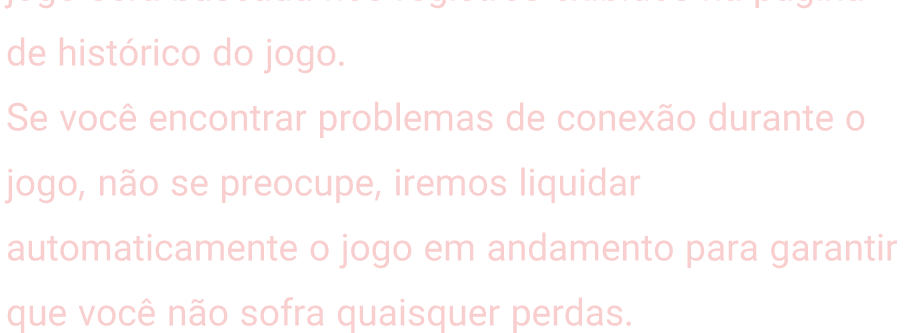 de histórico do jogo.
Se você encontrar problemas de conexão durante o
jogo, não se preocupe, iremos liquidar
automaticamente o jogo em andamento para garantir
que você não sofra quaisquer perdas.